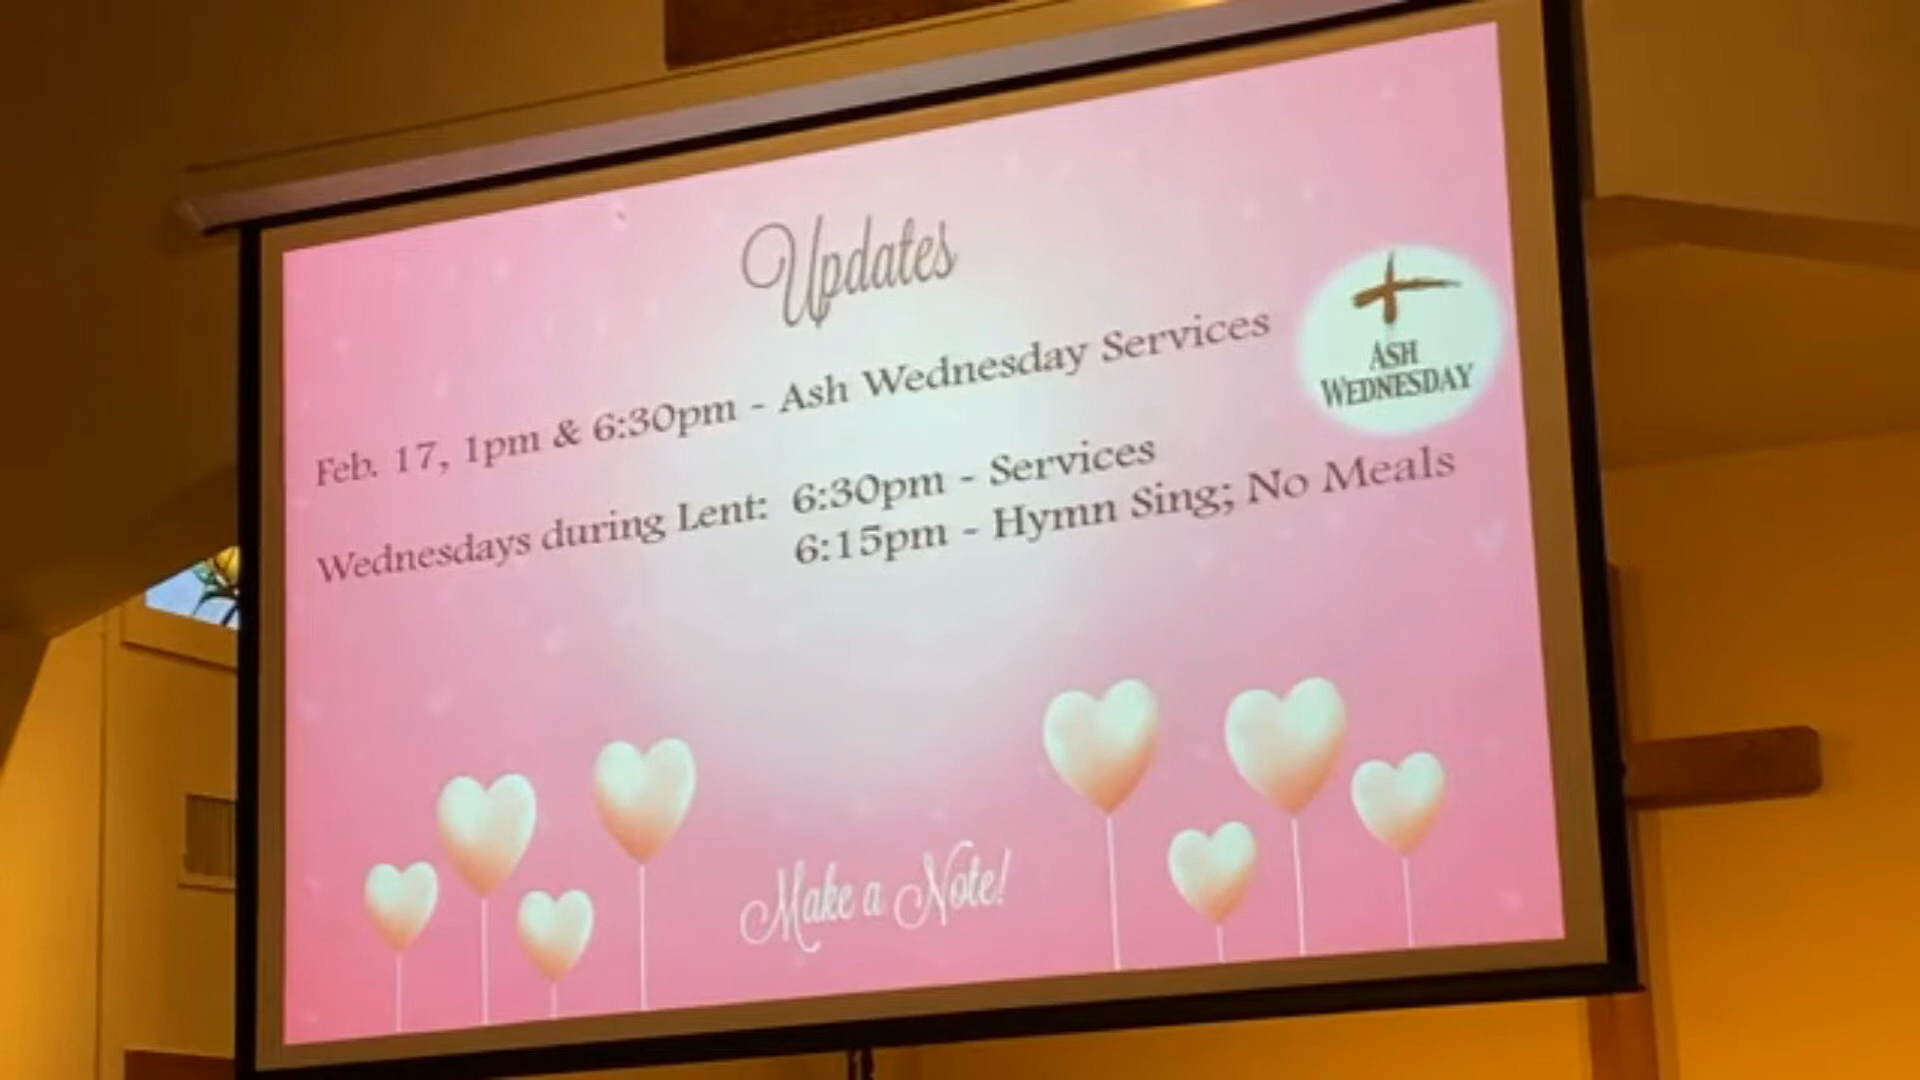 Updates
Feb. 17, 1pm & 6:30pm - Ash Wednesday Services
ASH
WEDNESDAY
Wednesdays during Lent: 6:30pm - Services
6:15pm - Hymn Sing; No Meals
Make a Note!